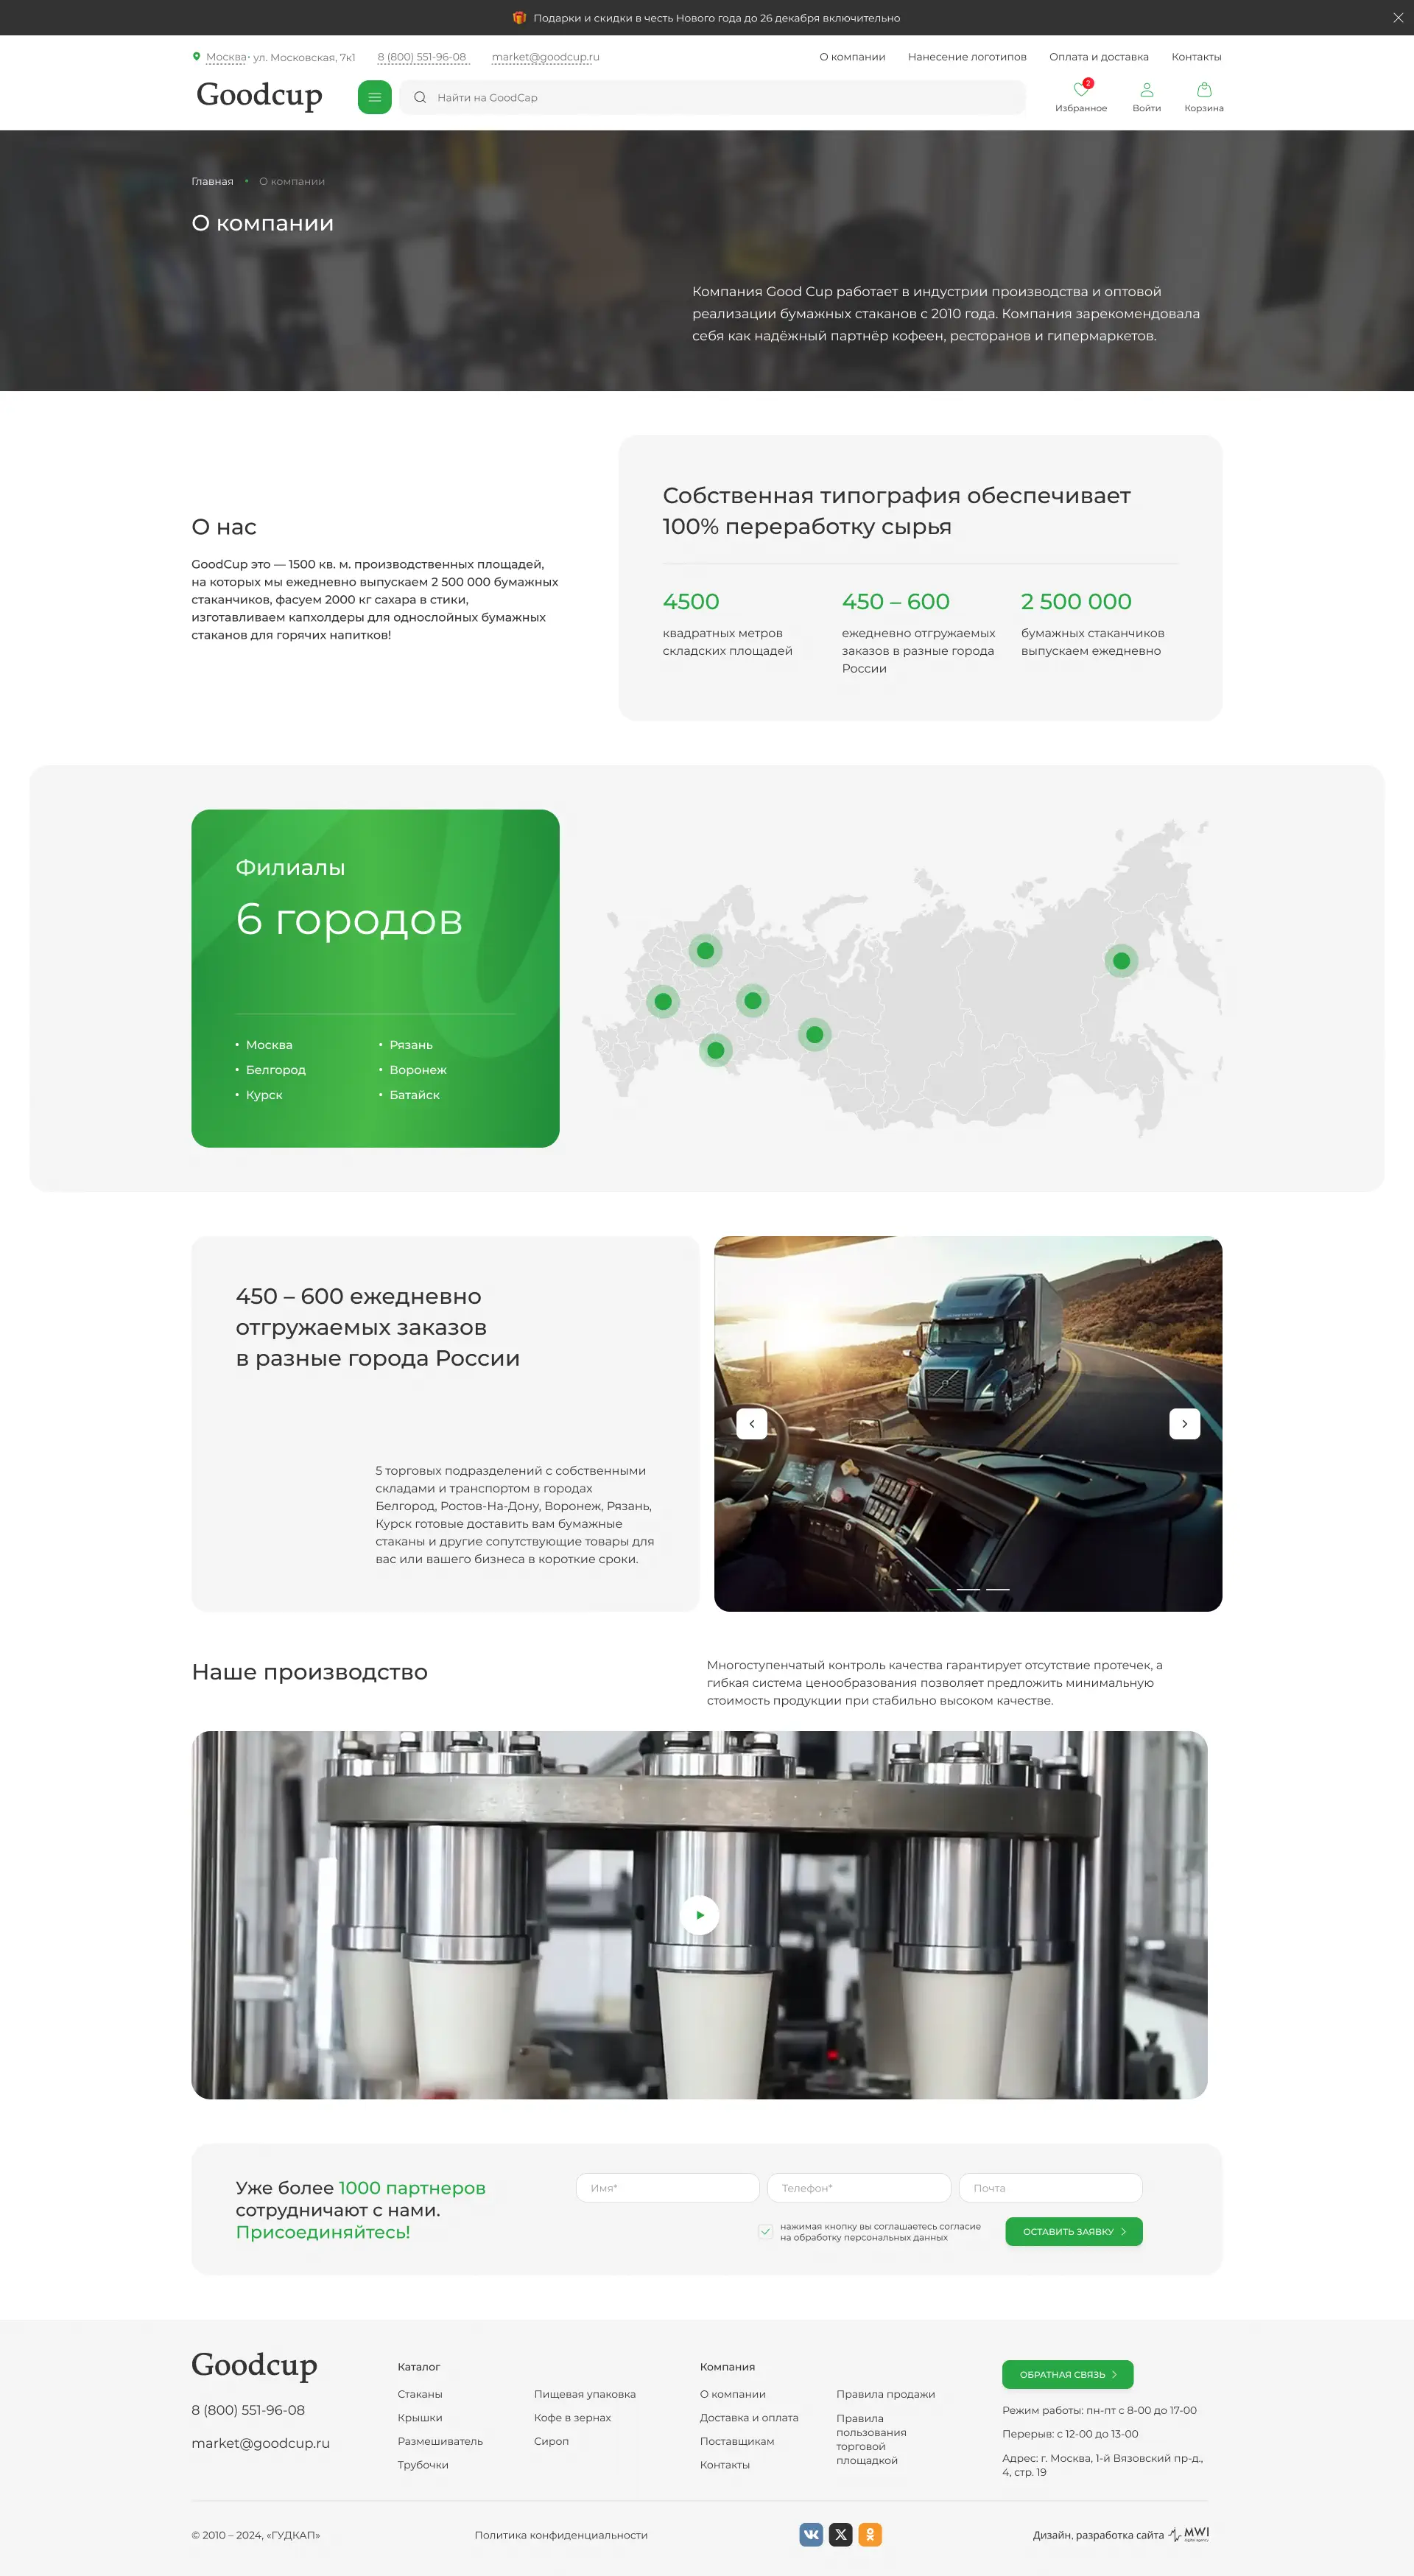 Подарки и скидки в честь Нового года до 26 декабря включительно
Москва · ул. Московская, 7к1
8 (800) 551-96-08
market@goodcup.ru
О компании
Нанесение логотипов
Оплата и доставка
Контакты
Goodcup
Найти на GoodCap
2
Избранное
Войти
Корзина
Главная • О компании
О компании
Компания Good Cup работает в индустрии производства и оптовой
реализации бумажных стаканов с 2010 года. Компания зарекомендовала
себя как надёжный партнёр кофеен, ресторанов и гипермаркетов.
О нас
GoodCup это — 1500 кв. м. производственных площадей,
на которых мы ежедневно выпускаем 2 500 000 бумажных
стаканчиков, фасуем 2000 кг сахара в стики,
изготавливаем капхолдеры для однослойных бумажных
стаканов для горячих напитков!
Собственная типография обеспечивает
100% переработку сырья
4500
квадратных метров
складских площадей
450 – 600
ежедневно отгружаемых
заказов в разные города
России
2 500 000
бумажных стаканчиков
выпускаем ежедневно
Филиалы
6 городов
• Москва
• Белгород
• Курск
• Рязань
• Воронеж
• Батайск
450 – 600 ежедневно
отгружаемых заказов
в разные города России
5 торговых подразделений с собственными
складами и транспортом в городах
Белгород, Ростов-На-Дону, Воронеж, Рязань,
Курск готовые доставить вам бумажные
стаканы и другие сопутствующие товары для
вас или вашего бизнеса в короткие сроки.
Наше производство
Многоступенчатый контроль качества гарантирует отсутствие протечек, а
гибкая система ценообразования позволяет предложить минимальную
стоимость продукции при стабильно высоком качестве.
Уже более 1000 партнеров
сотрудничают с нами.
Присоединяйтесь!
Имя*
Телефон*
Почта
нажимая кнопку вы соглашаетесь согласие
на обработку персональных данных
ОСТАВИТЬ ЗАЯВКУ
Goodcup
8 (800) 551-96-08
market@goodcup.ru
Каталог
Стаканы
Крышки
Размешиватель
Трубочки
Пищевая упаковка
Кофе в зернах
Сироп
Компания
О компании
Доставка и оплата
Поставщикам
Контакты
Правила продажи
Правила
пользования
торговой
площадкой
ОБРАТНАЯ СВЯЗЬ
Режим работы: пн-пт с 8-00 до 17-00
Перерыв: с 12-00 до 13-00
Адрес: г. Москва, 1-й Вязовский пр-д.,
4, стр. 19
© 2010 – 2024, «ГУДКАП»
Политика конфиденциальности
Дизайн, разработка сайта
MWI
digital agency